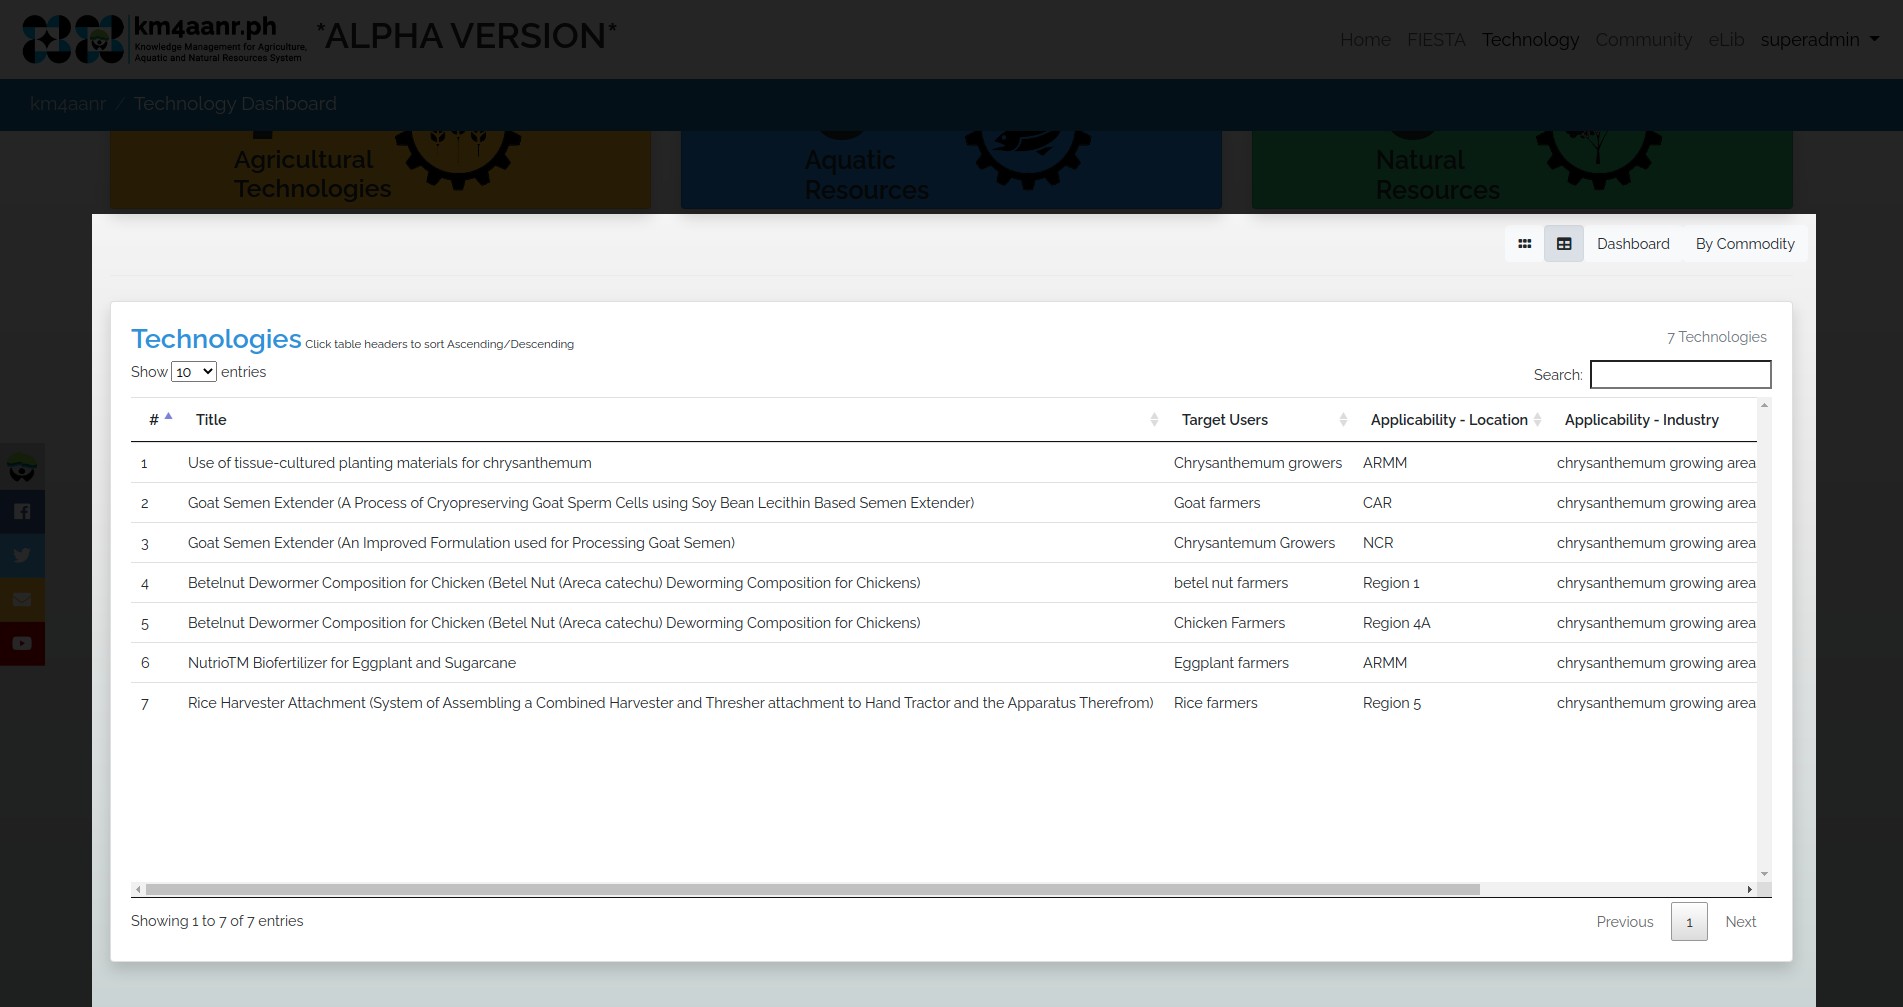 km4aanr.ph
Knowledge Management for Agriculture,
Aquatic and Natural Resources System
*ALPHA VERSION*
Home FIESTA Technology Community eLib superadmin
km4aanr / Technology Dashboard
Agricultural
Technologies
Aquatic
Resources
Natural
Resources
Dashboard By Commodity
Technologies Click table headers to sort Ascending/Descending
7 Technologies
Show 10 entries
Search:
# Title Target Users Applicability - Location Applicability - Industry
1 Use of tissue-cultured planting materials for chrysanthemum Chrysanthemum growers ARMM chrysanthemum growing area
2 Goat Semen Extender (A Process of Cryopreserving Goat Sperm Cells using Soy Bean Lecithin Based Semen Extender) Goat farmers CAR chrysanthemum growing area
3 Goat Semen Extender (An Improved Formulation used for Processing Goat Semen) Chrysantemum Growers NCR chrysanthemum growing area
4 Betelnut Dewormer Composition for Chicken (Betel Nut (Areca catechu) Deworming Composition for Chickens) betel nut farmers Region 1 chrysanthemum growing area
5 Betelnut Dewormer Composition for Chicken (Betel Nut (Areca catechu) Deworming Composition for Chickens) Chicken Farmers Region 4A chrysanthemum growing area
6 NutrioTM Biofertilizer for Eggplant and Sugarcane Eggplant farmers ARMM chrysanthemum growing area
7 Rice Harvester Attachment (System of Assembling a Combined Harvester and Thresher attachment to Hand Tractor and the Apparatus Therefrom) Rice farmers Region 5 chrysanthemum growing area
Showing 1 to 7 of 7 entries
Previous 1 Next